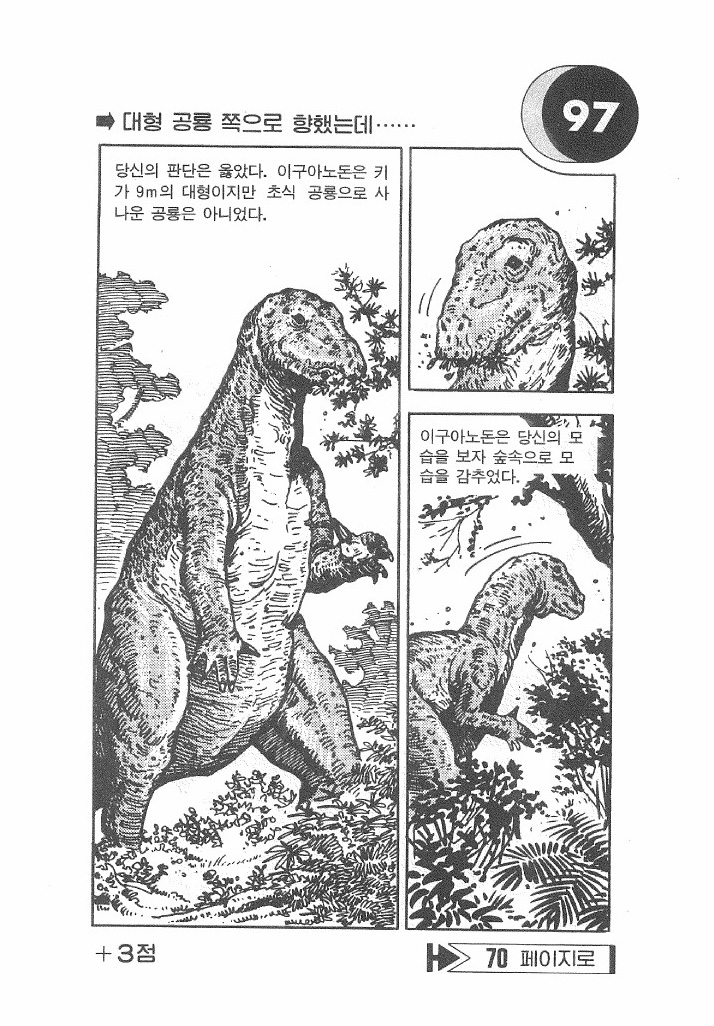 97
➡ 대형 공룡 쪽으로 향했는데……
당신의 판단은 옳았다. 이구아노돈은 키
가 9m의 대형이지만 초식 공룡으로 사
나운 공룡은 아니었다.
이구아노돈은 당신의 모
습을 보자 숲속으로 모
습을 감추었다.
+3점
70 페이지로